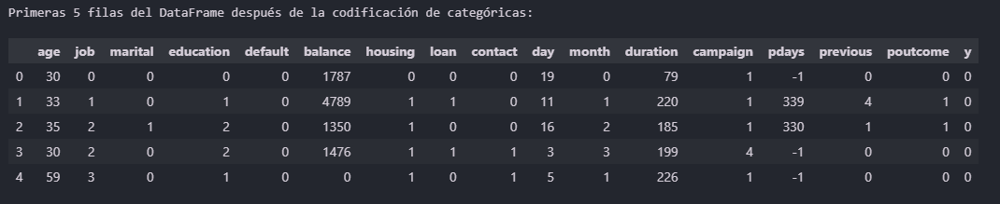 Primeras 5 filas del DataFrame después de la codificación de categóricas:
age job marital education default balance housing loan contact day month duration campaign pdays previous poutcome y
0 30 0 0 0 0 1787 0 0 0 19 0 79 1 -1 0 0 0
1 33 1 0 1 0 4789 1 1 0 11 1 220 1 339 4 1 0
2 35 2 1 2 0 1350 1 0 0 16 2 185 1 330 1 1 0
3 30 2 0 2 0 1476 1 1 1 3 3 199 4 -1 0 0 0
4 59 3 0 1 0 0 1 0 1 5 1 226 1 -1 0 0 0